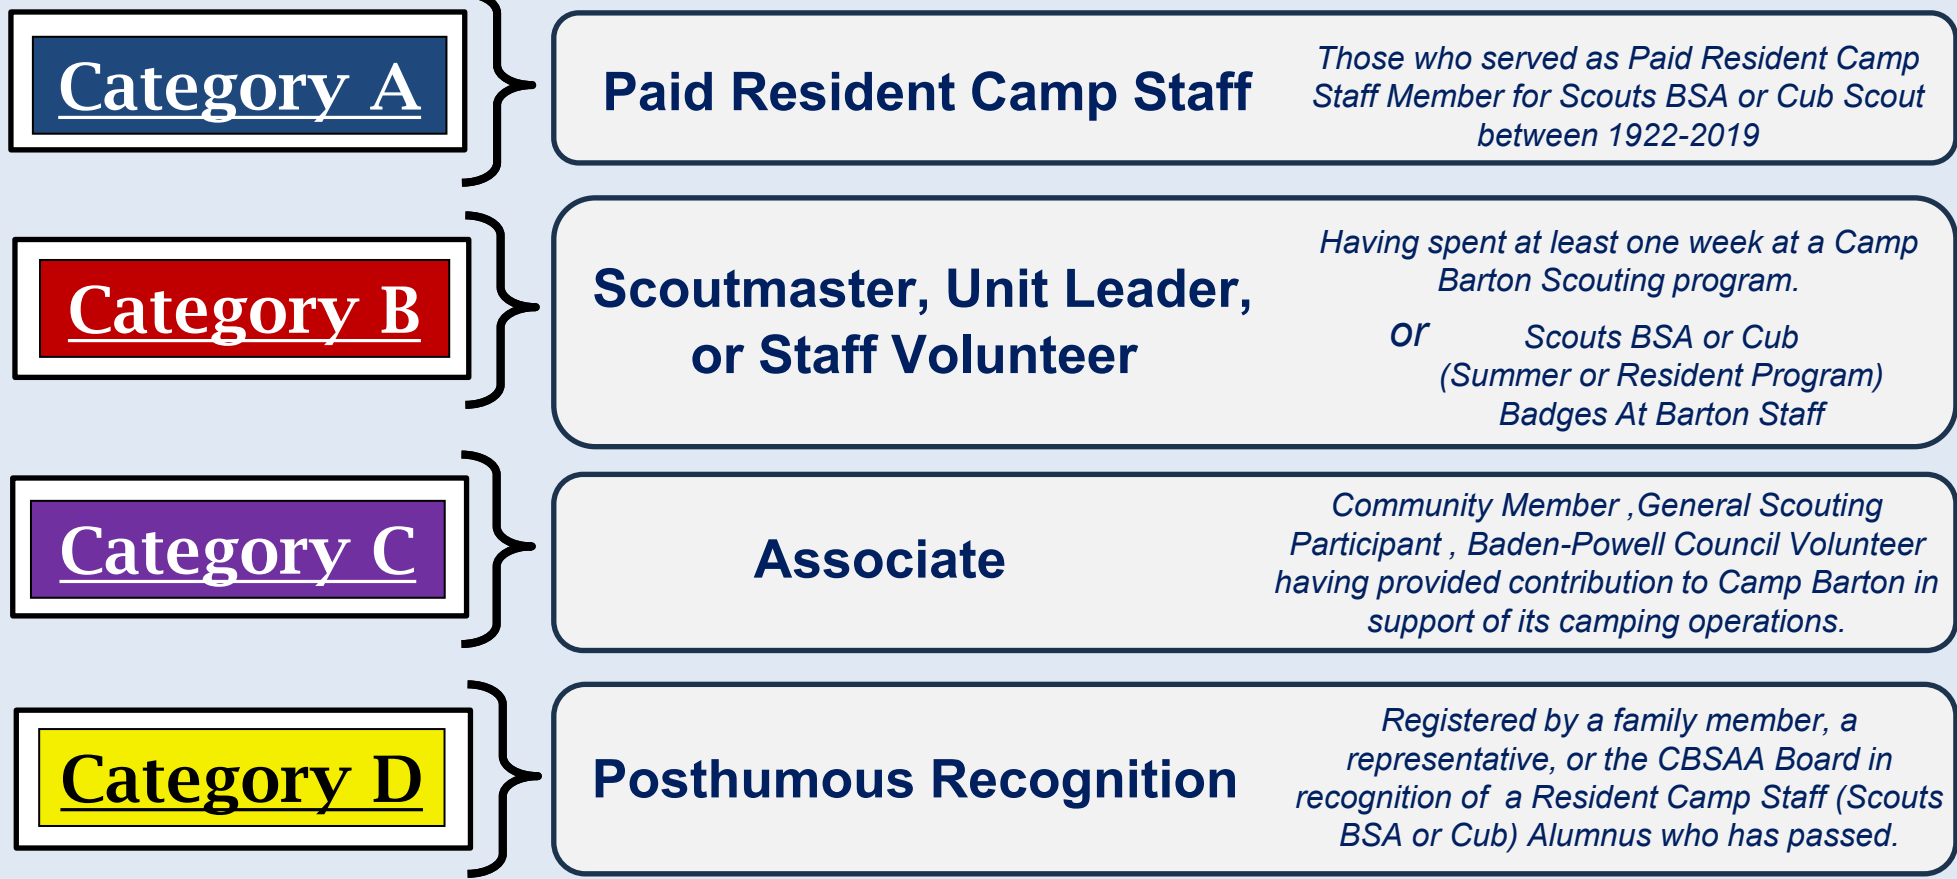 Category A
Paid Resident Camp Staff
Those who served as Paid Resident Camp
Staff Member for Scouts BSA or Cub Scout
between 1922-2019
Category B
Scoutmaster, Unit Leader,
or Staff Volunteer
Having spent at least one week at a Camp
Barton Scouting program.
or
Scouts BSA or Cub
(Summer or Resident Program)
Badges At Barton Staff
Category C
Associate
Community Member ,General Scouting
Participant , Baden-Powell Council Volunteer
having provided contribution to Camp Barton in
support of its camping operations.
Category D
Posthumous Recognition
Registered by a family member, a
representative, or the CBSAA Board in
recognition of a Resident Camp Staff (Scouts
BSA or Cub) Alumnus who has passed.